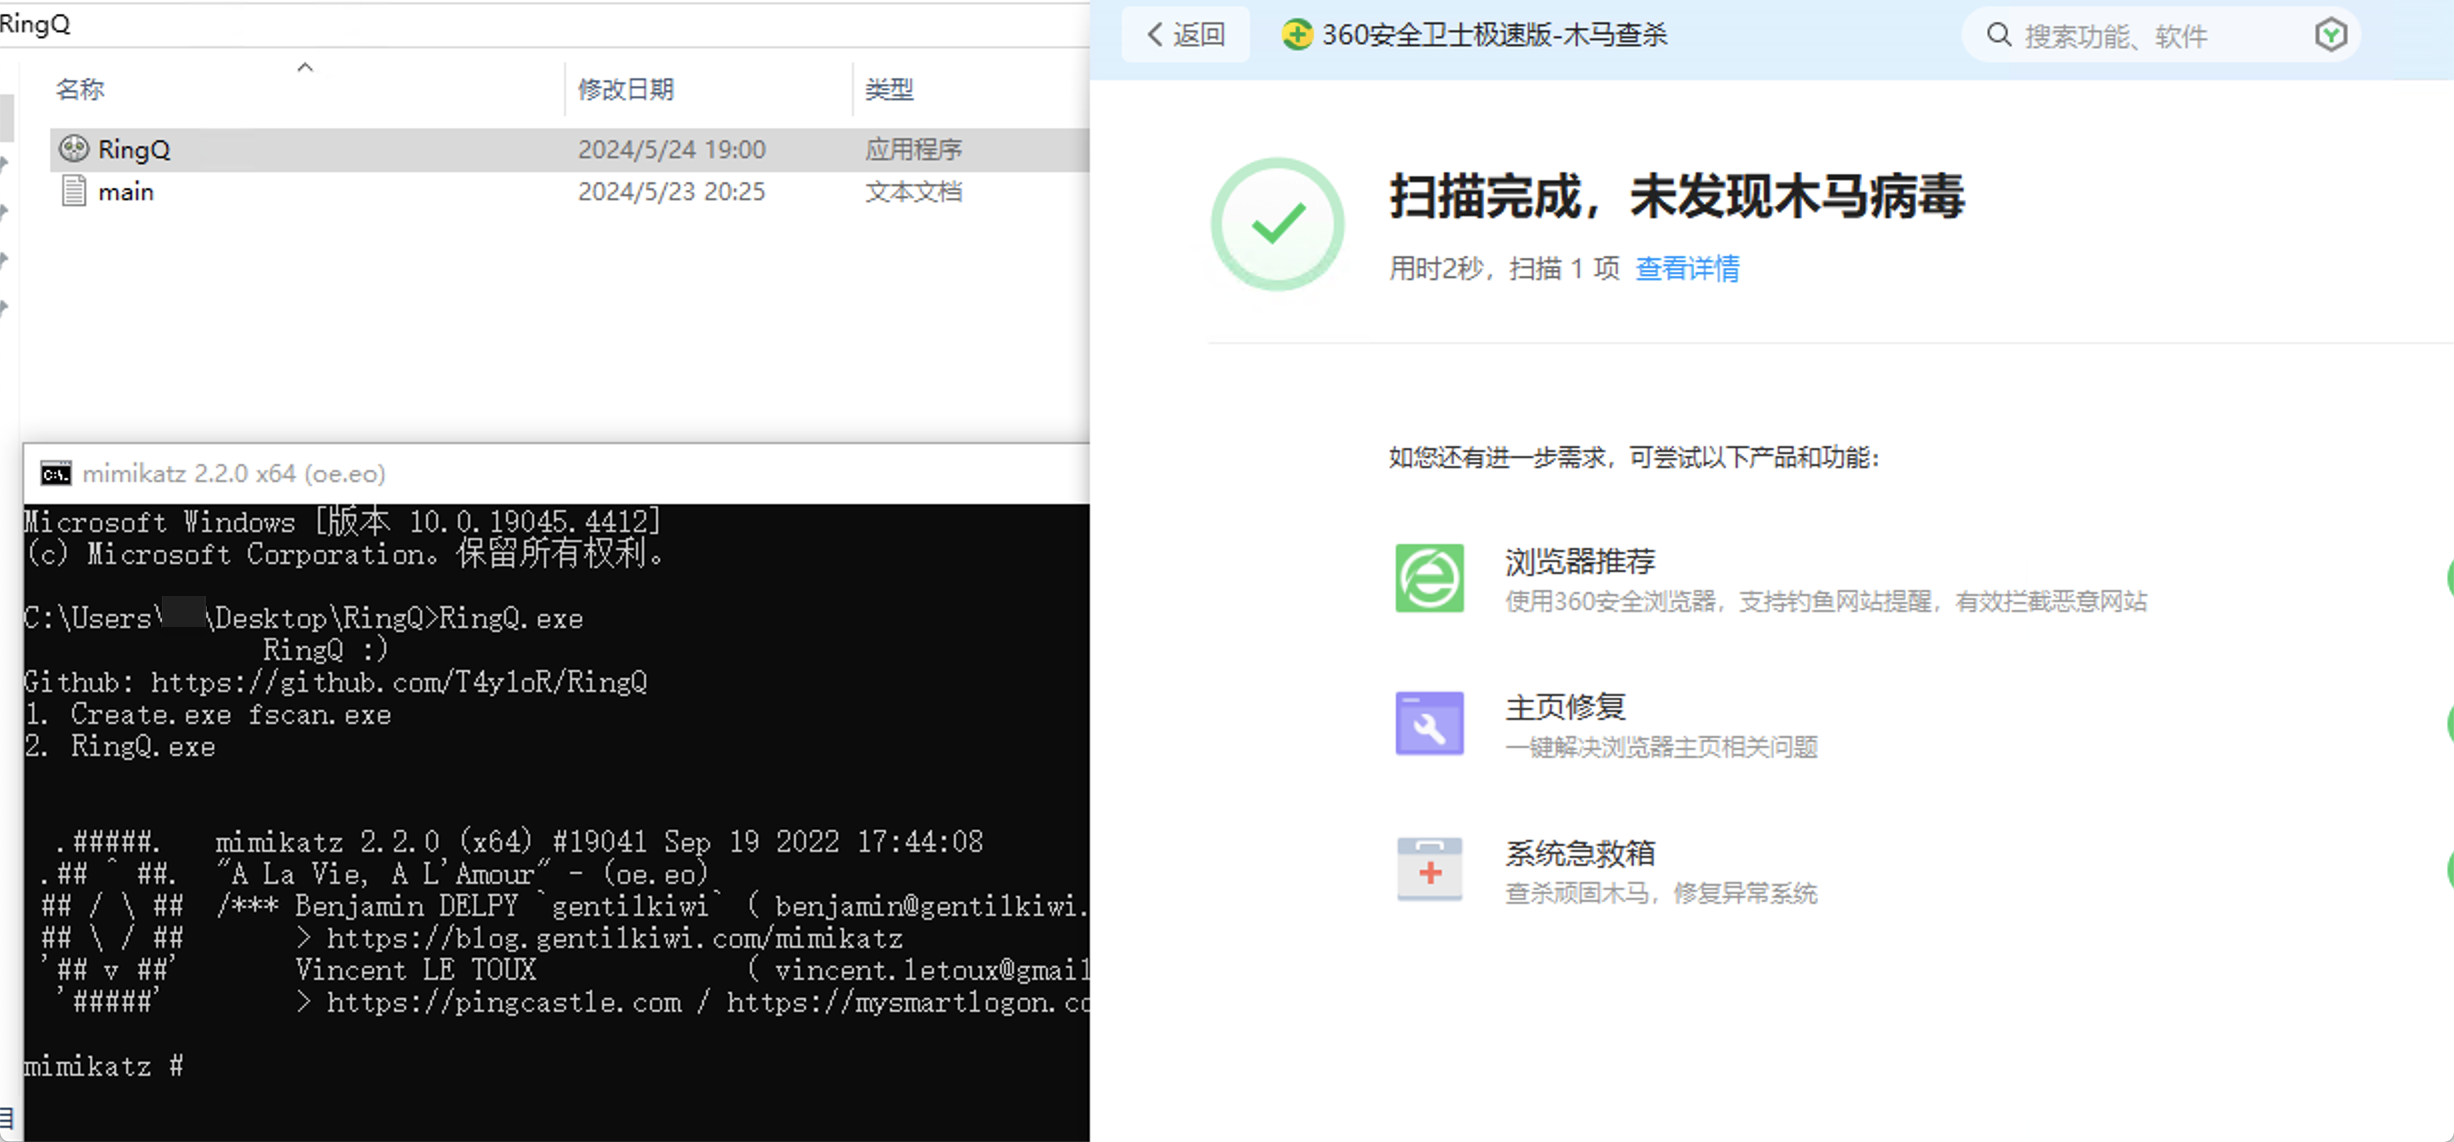 RingQ
名称 修改日期 类型
RingQ 2024/5/24 19:00 应用程序
main 2024/5/23 20:25 文本文档
mimikatz 2.2.0 x64 (oe.eo)
Microsoft Windows [版本 10.0.19045.4412]
(c) Microsoft Corporation。保留所有权利。
C:\Users\ \Desktop\RingQ>RingQ.exe
RingQ :)
Github: https://github.com/T4y1oR/RingQ
1. Create.exe fscan.exe
2. RingQ.exe
.#####. mimikatz 2.2.0 (x64) #19041 Sep 19 2022 17:44:08
.## ^ ##. "A La Vie, A L'Amour" - (oe.eo)
## / \ ## /*** Benjamin DELPY `gentilkiwi` ( benjamin@gentilkiwi.
## \ / ## > https://blog.gentilkiwi.com/mimikatz
'## v ##' Vincent LE TOUX ( vincent.letoux@gmail
'#####' > https://pingcastle.com / https://mysmartlogon.co
mimikatz #
返回 360安全卫士极速版-木马查杀 搜索功能、软件
扫描完成，未发现木马病毒
用时2秒，扫描 1 项 查看详情
如您还有进一步需求，可尝试以下产品和功能：
浏览器推荐
使用360安全浏览器，支持钓鱼网站提醒，有效拦截恶意网站
主页修复
一键解决浏览器主页相关问题
系统急救箱
查杀顽固木马，修复异常系统